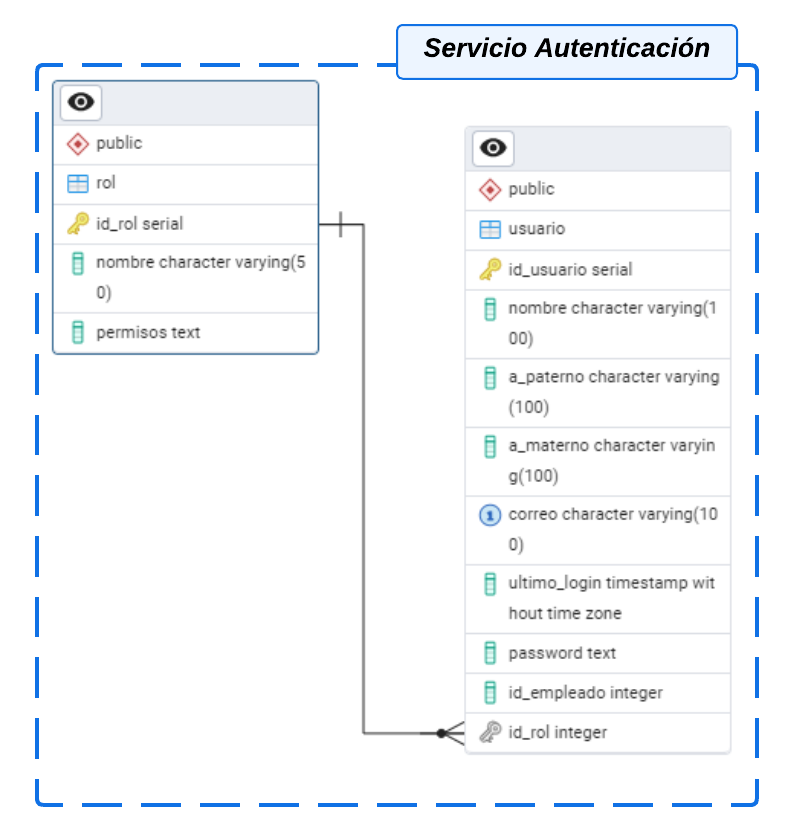 Servicio Autenticación
public
rol
id_rol serial
nombre character varying(5
0)
permisos text
public
usuario
id_usuario serial
nombre character varying(1
00)
a_paterno character varying
(100)
a_materno character varyin
g(100)
1
correo character varying(10
0)
ultimo_login timestamp wit
hout time zone
password text
id_empleado integer
id_rol integer